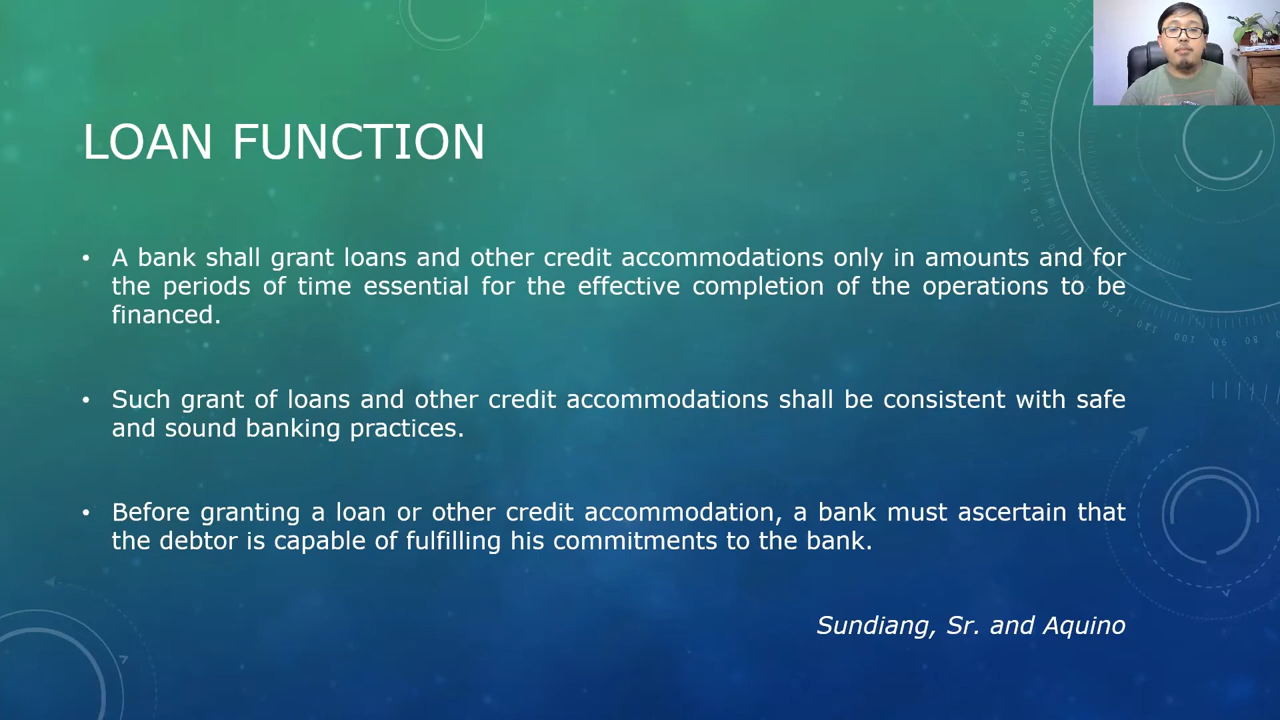 LOAN FUNCTION
• A bank shall grant loans and other credit accommodations only in amounts and for
the periods of time essential for the effective completion of the operations to be
financed.
• Such grant of loans and other credit accommodations shall be consistent with safe
and sound banking practices.
• Before granting a loan or other credit accommodation, a bank must ascertain that
the debtor is capable of fulfilling his commitments to the bank.
Sundiang, Sr. and Aquino